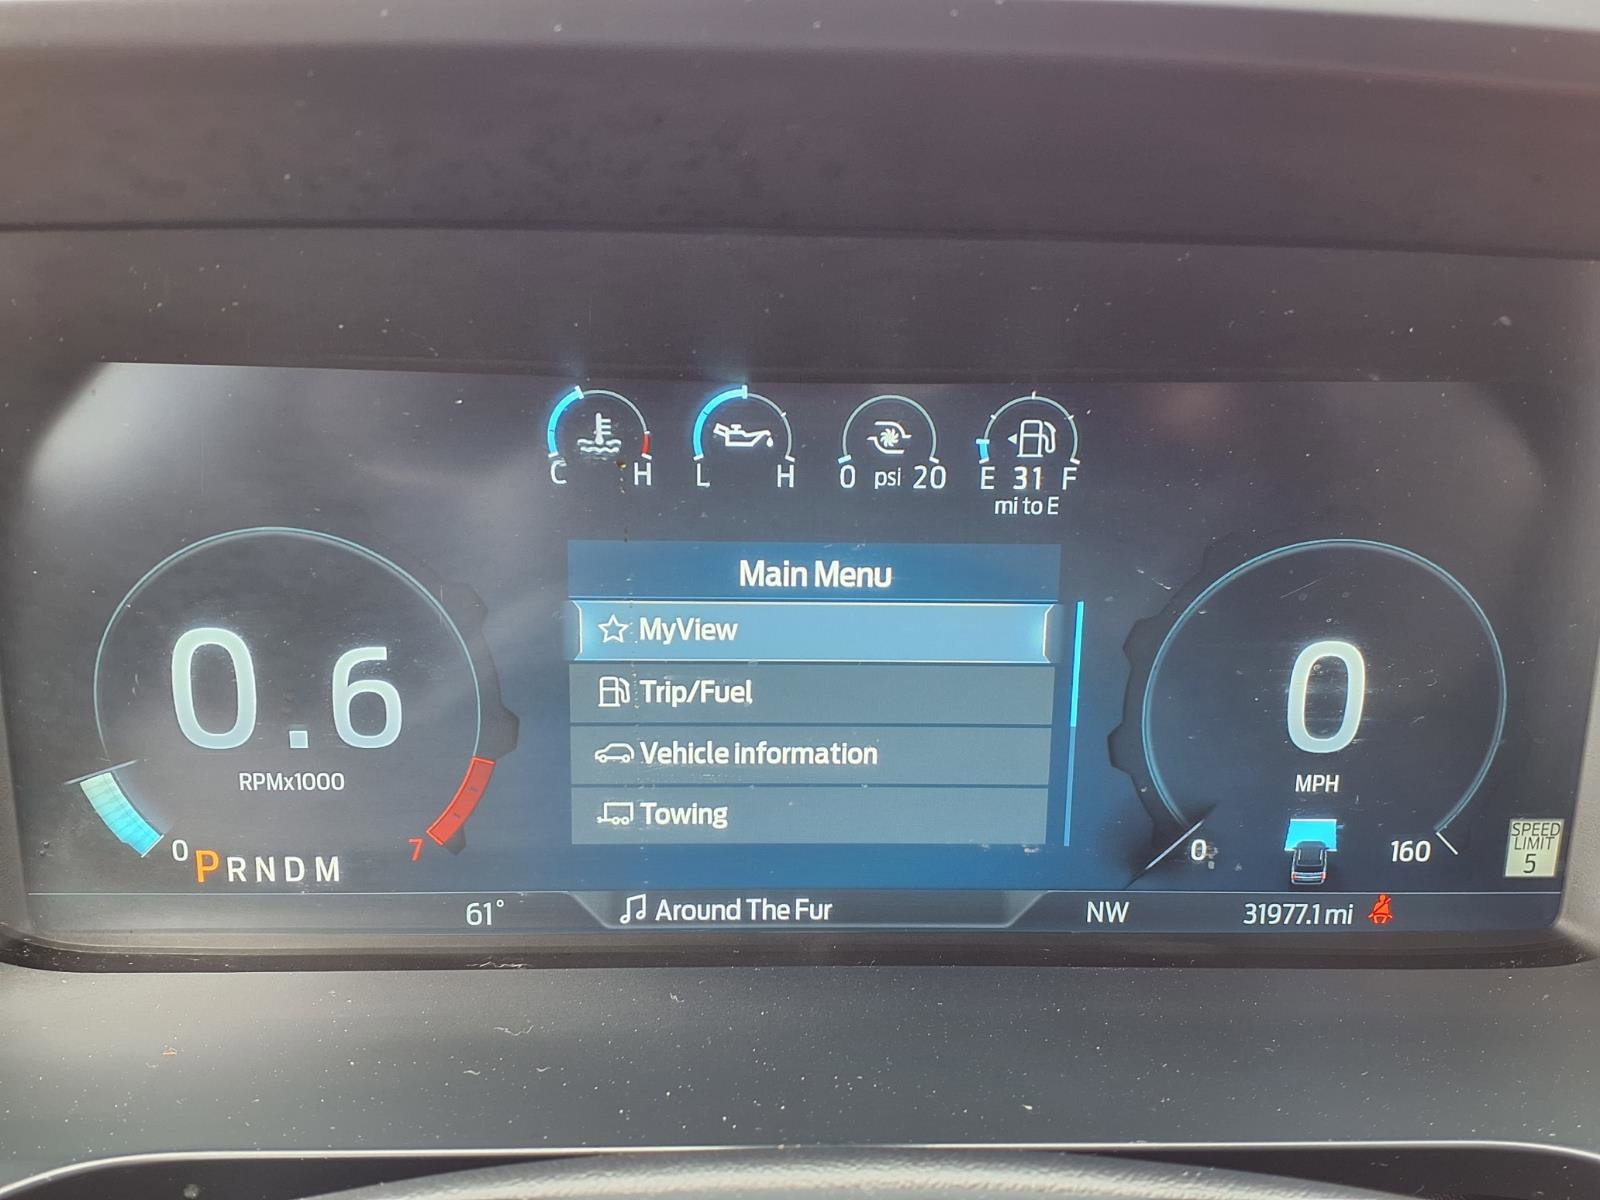 C H
L H
0 psi 20
E 31 F
mi to E
Main Menu
MyView
Trip/Fuel
Vehicle information
Towing
0.6
RPMx1000
0 7
PRNDM
0
MPH
0 160
SPEED
LIMIT
5
61°
Around The Fur
NW
31977.1 mi